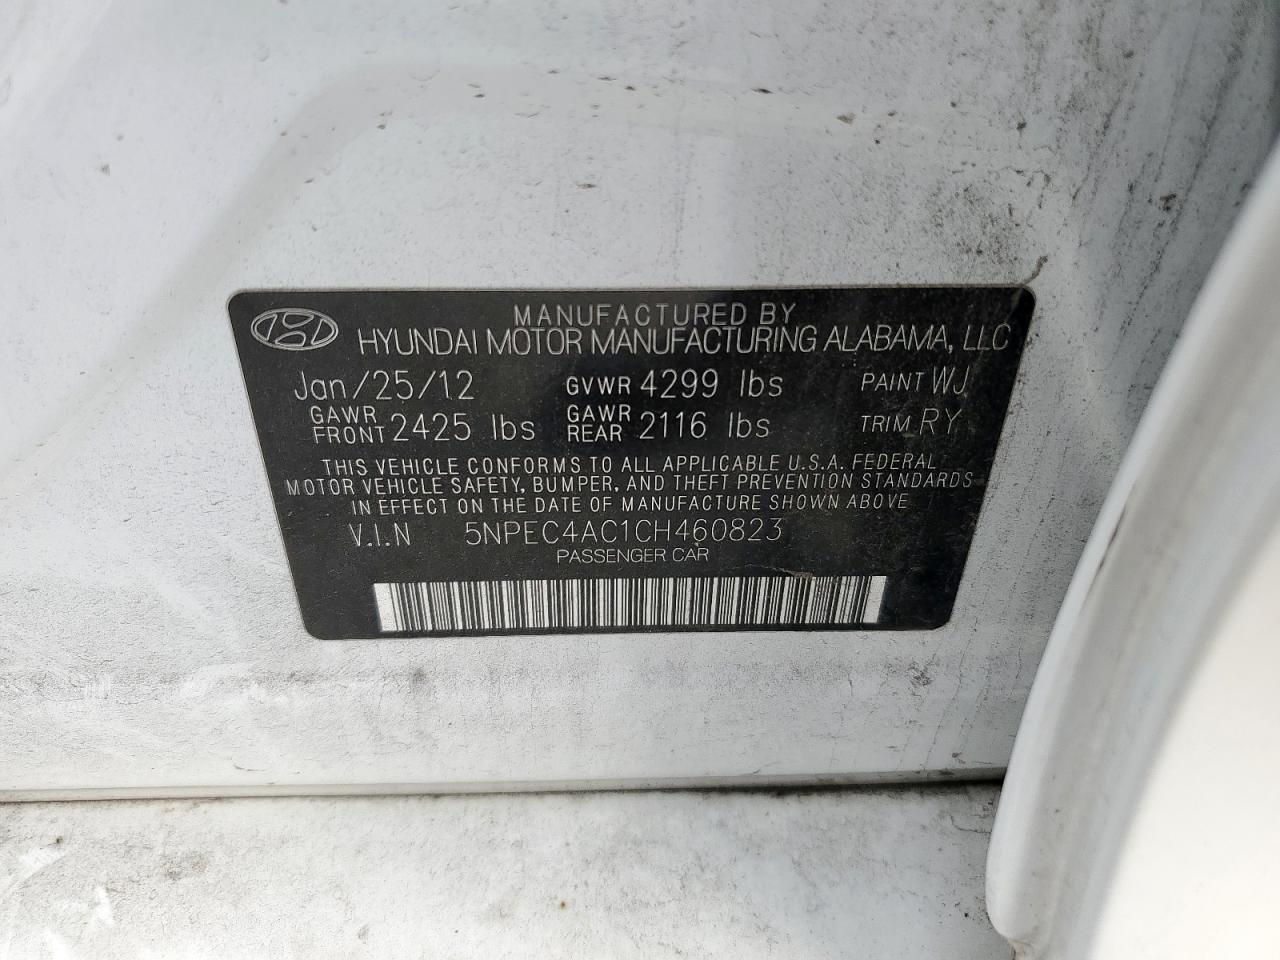 MANUFACTURED BY
HYUNDAI MOTOR MANUFACTURING ALABAMA, LLC
Jan/25/12 GVWR 4299 lbs PAINT WJ
GAWR FRONT 2425 lbs GAWR REAR 2116 lbs TRIM RY
THIS VEHICLE CONFORMS TO ALL APPLICABLE U.S.A. FEDERAL
MOTOR VEHICLE SAFETY, BUMPER, AND THEFT PREVENTION STANDARDS
IN EFFECT ON THE DATE OF MANUFACTURE SHOWN ABOVE
V.I.N 5NPEC4AC1CH460823
PASSENGER CAR